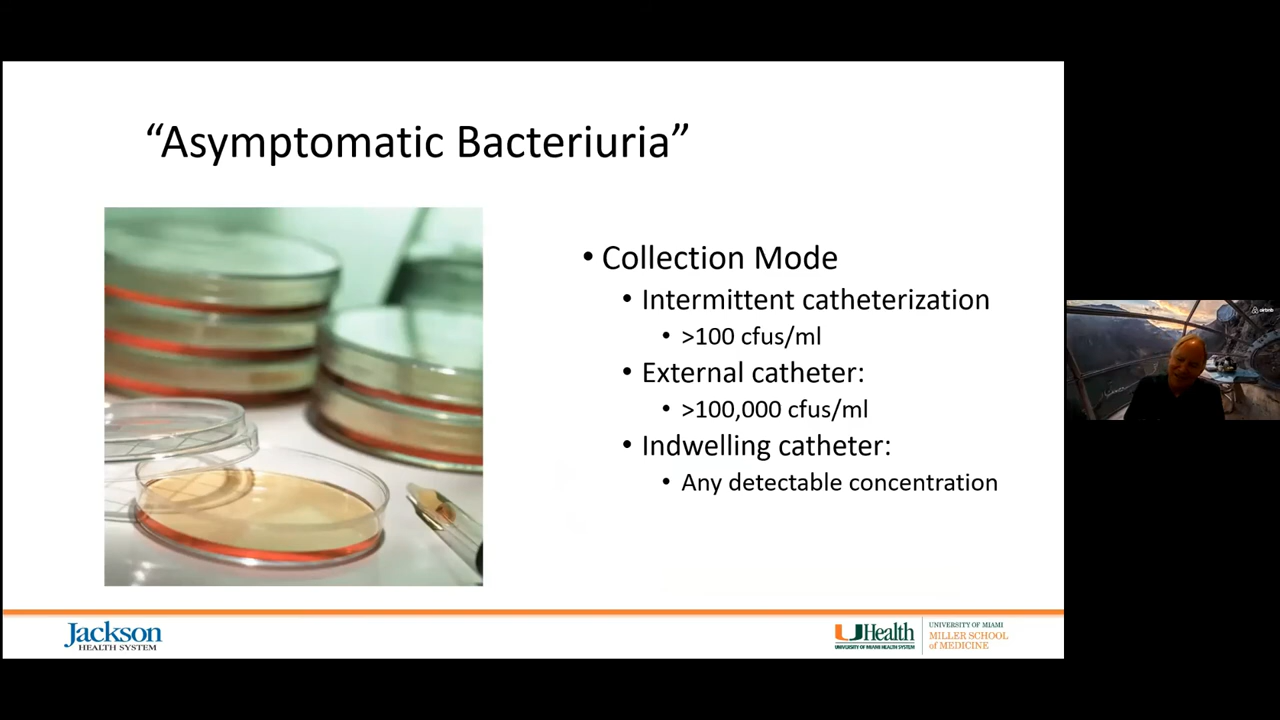 “Asymptomatic Bacteriuria”
• Collection Mode
• Intermittent catheterization
• >100 cfus/ml
• External catheter:
• >100,000 cfus/ml
• Indwelling catheter:
• Any detectable concentration
Jackson
HEALTH SYSTEM
UHealth
UNIVERSITY OF MIAMI HEALTH SYSTEM
UNIVERSITY OF MIAMI
MILLER SCHOOL
of MEDICINE
airbnb